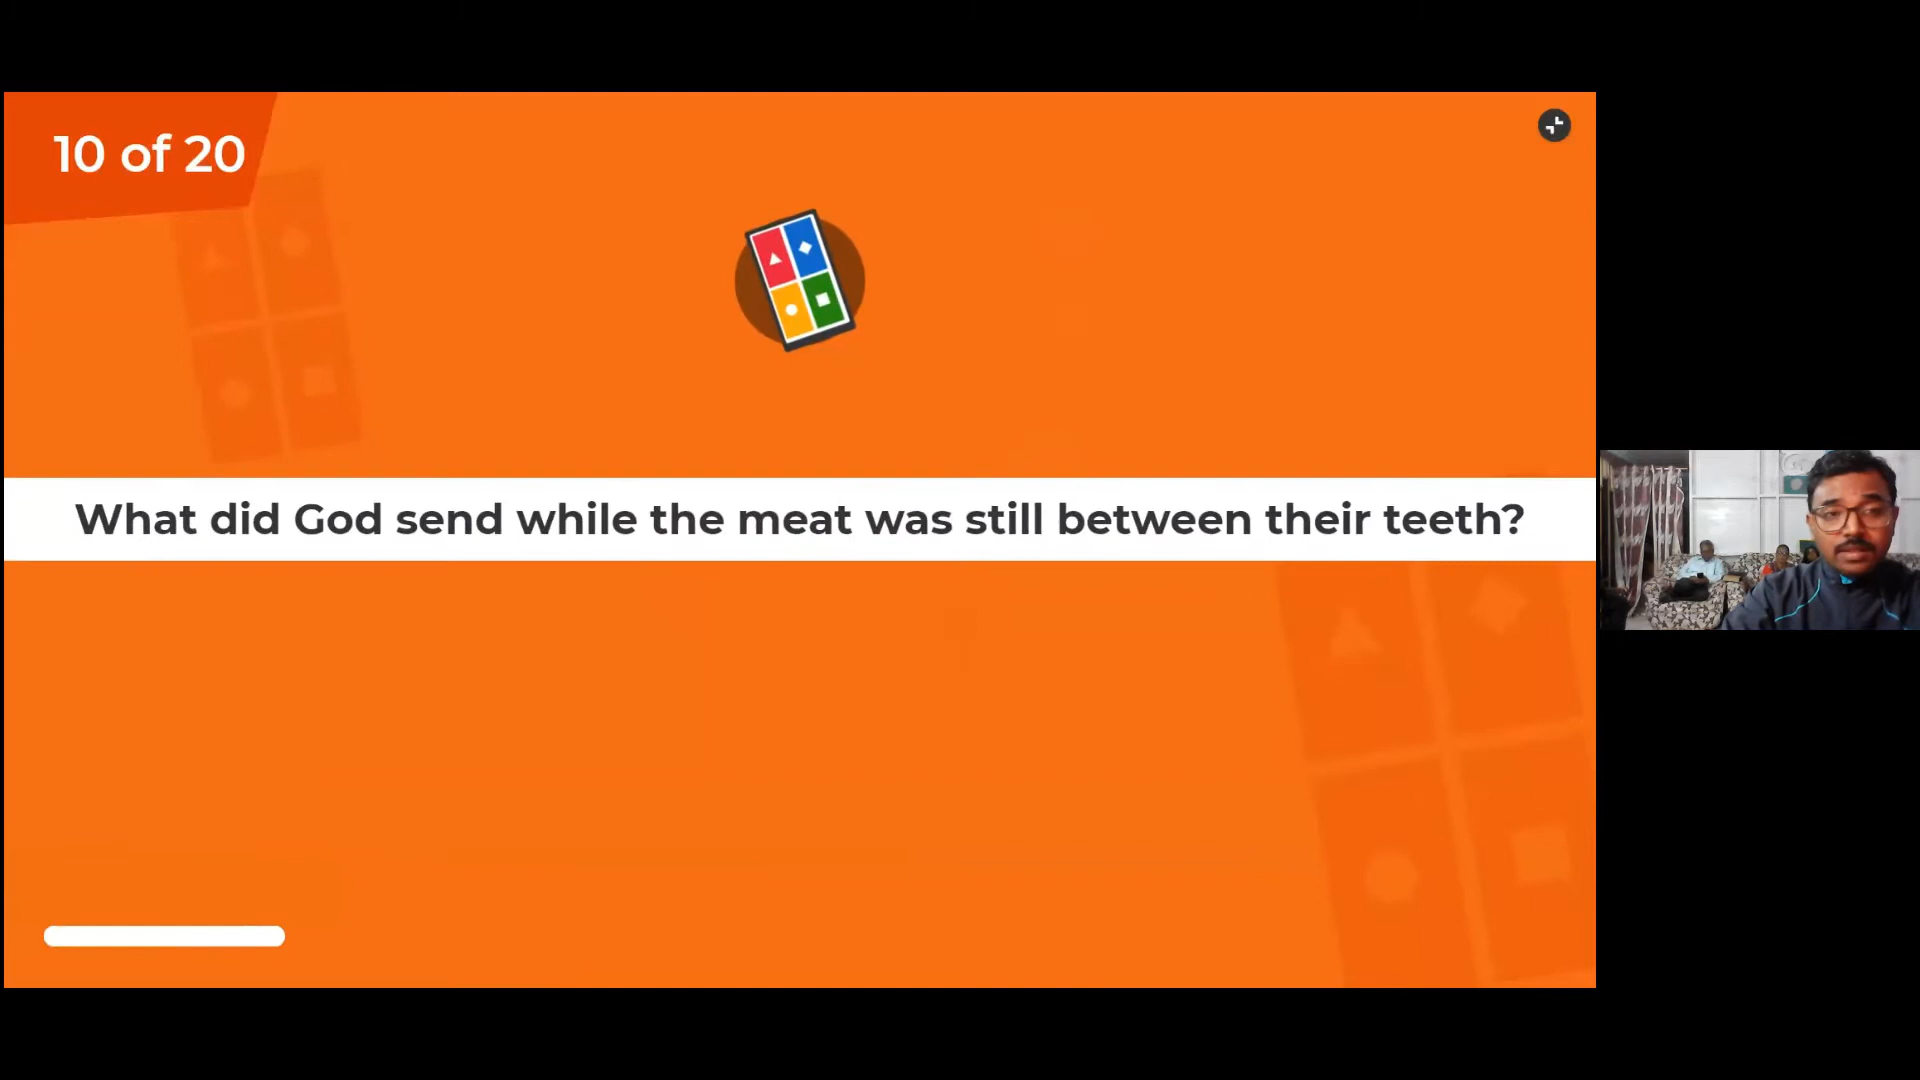 10 of 20
What did God send while the meat was still between their teeth?